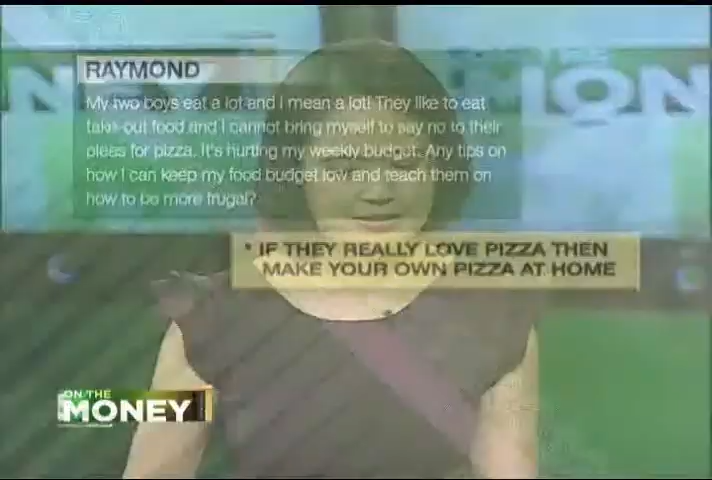 RAYMOND
My two boys eat a lot and I mean a lot! They like to eat
take-out food and I cannot bring myself to say no to their
pleas for pizza. It's hurting my weekly budget. Any tips on
how I can keep my food budget low and teach them on
how to be more frugal?
* IF THEY REALLY LOVE PIZZA THEN
MAKE YOUR OWN PIZZA AT HOME
ON THE
MONEY